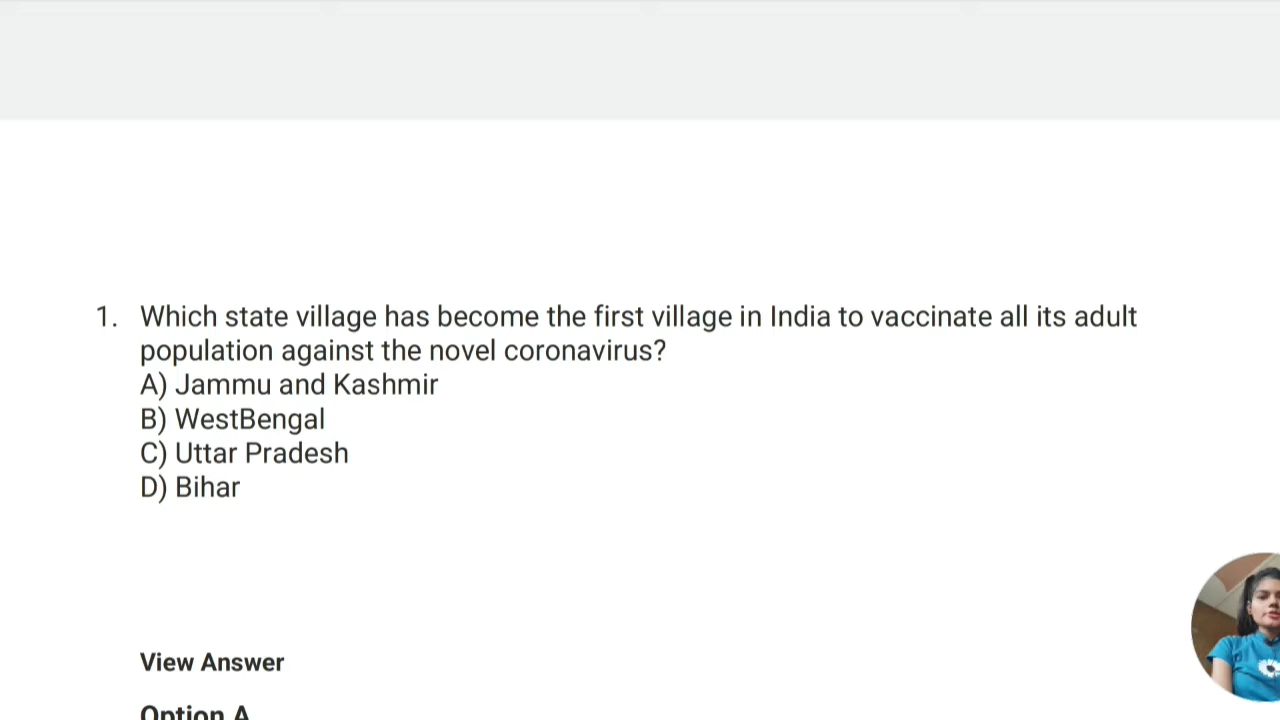 1. Which state village has become the first village in India to vaccinate all its adult
population against the novel coronavirus?
A) Jammu and Kashmir
B) WestBengal
C) Uttar Pradesh
D) Bihar
View Answer
Option A